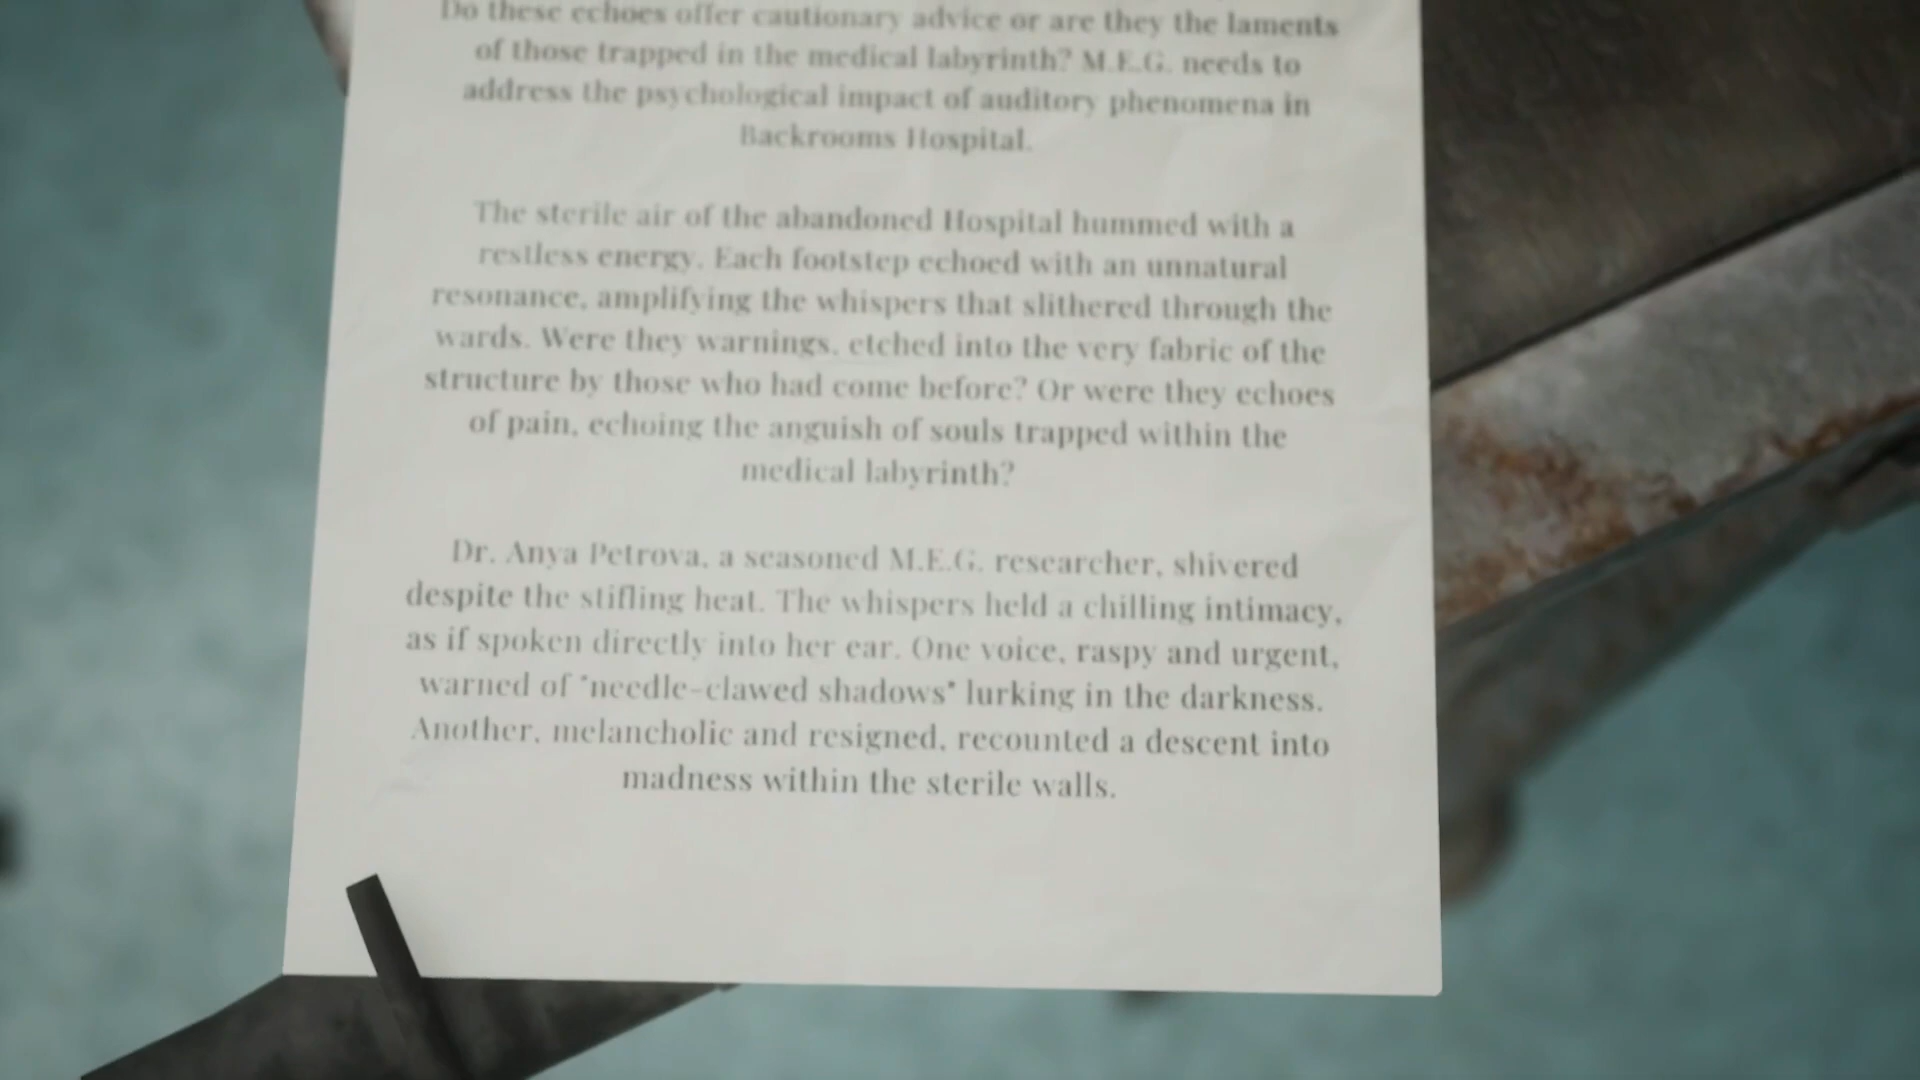 Do these echoes offer cautionary advice or are they the laments
of those trapped in the medical labyrinth? M.E.G. needs to
address the psychological impact of auditory phenomena in
Backrooms Hospital.
The sterile air of the abandoned Hospital hummed with a
restless energy. Each footstep echoed with an unnatural
resonance, amplifying the whispers that slithered through the
wards. Were they warnings, etched into the very fabric of the
structure by those who had come before? Or were they echoes
of pain, echoing the anguish of souls trapped within the
medical labyrinth?
Dr. Anya Petrova, a seasoned M.E.G. researcher, shivered
despite the stifling heat. The whispers held a chilling intimacy,
as if spoken directly into her ear. One voice, raspy and urgent,
warned of "needle-clawed shadows" lurking in the darkness.
Another, melancholic and resigned, recounted a descent into
madness within the sterile walls.